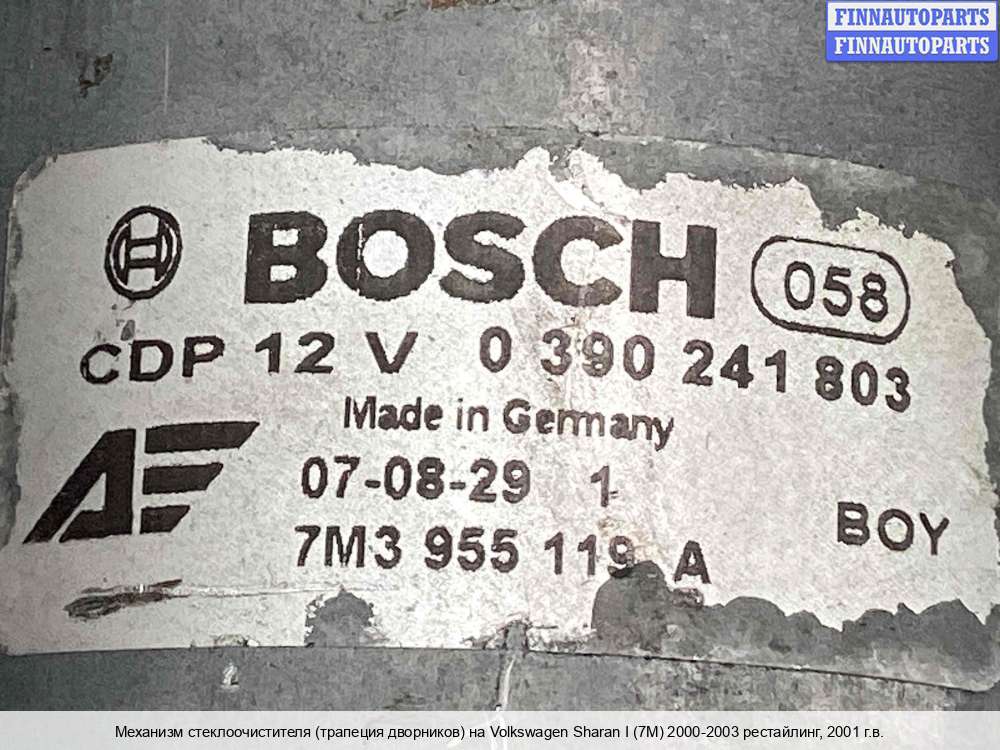 FINNAUTOPARTS
FINNAUTOPARTS
BOSCH 058
CDP 12 V 0 390 241 803
Made in Germany
07-08-29 1
7M3 955 119 A
BOY
Механизм стеклоочистителя (трапеция дворников) на Volkswagen Sharan I (7M) 2000-2003 рестайлинг, 2001 г.в.